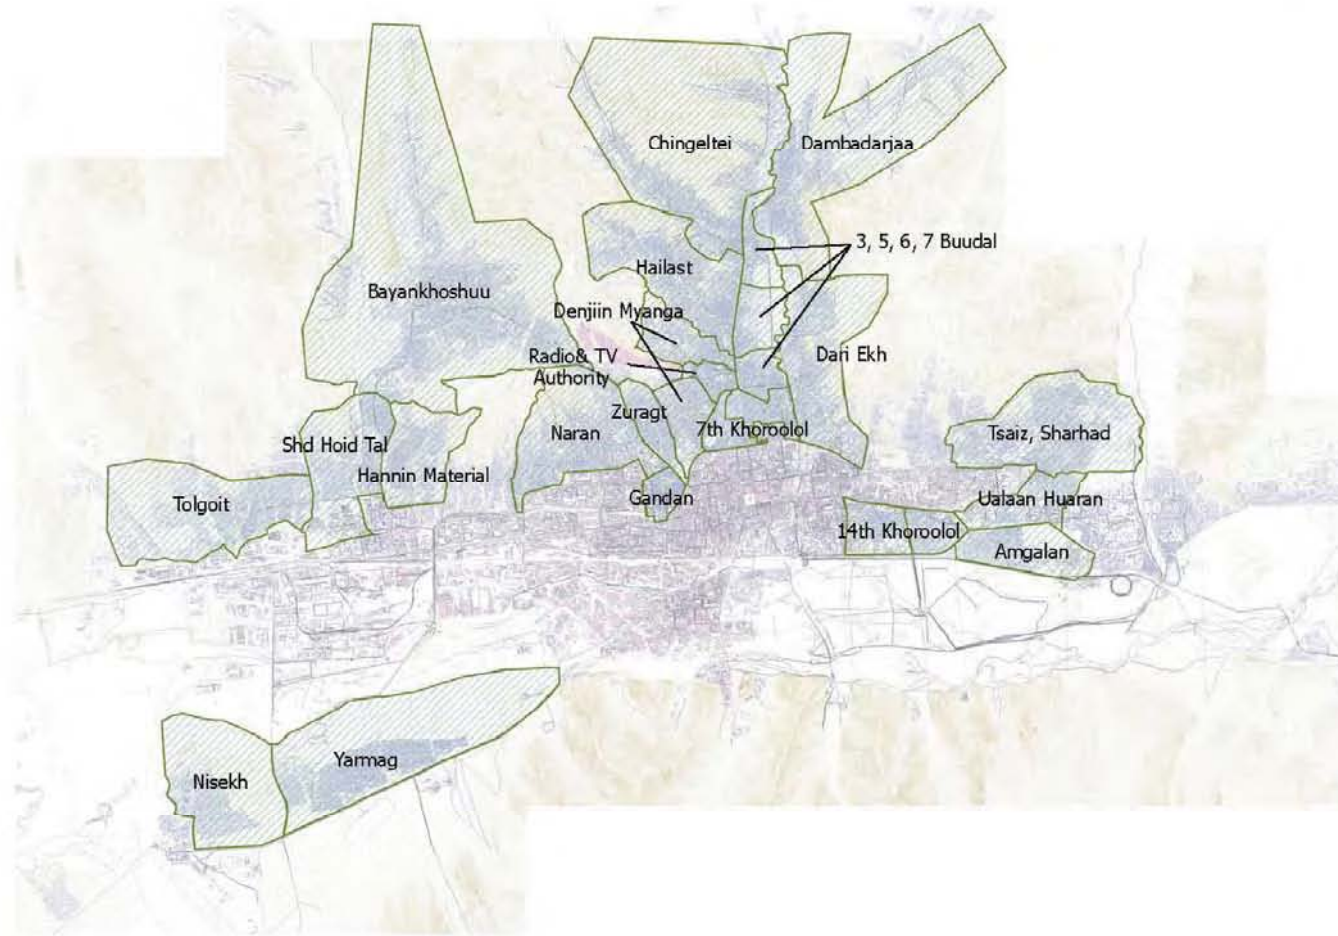 Chingeltei
Dambadarjaa
3, 5, 6, 7 Buudal
Hailast
Bayankhoshuu
Denjiin Myanga
Radio& TV
Authority
Dari Ekh
Zuragt
Naran
7th Khoroolol
Tsaiz, Sharhad
Shd Hoid Tal
Hannin Material
Tolgoit
Gandan
Ualaan Huaran
14th Khoroolol
Amgalan
Yarmag
Nisekh